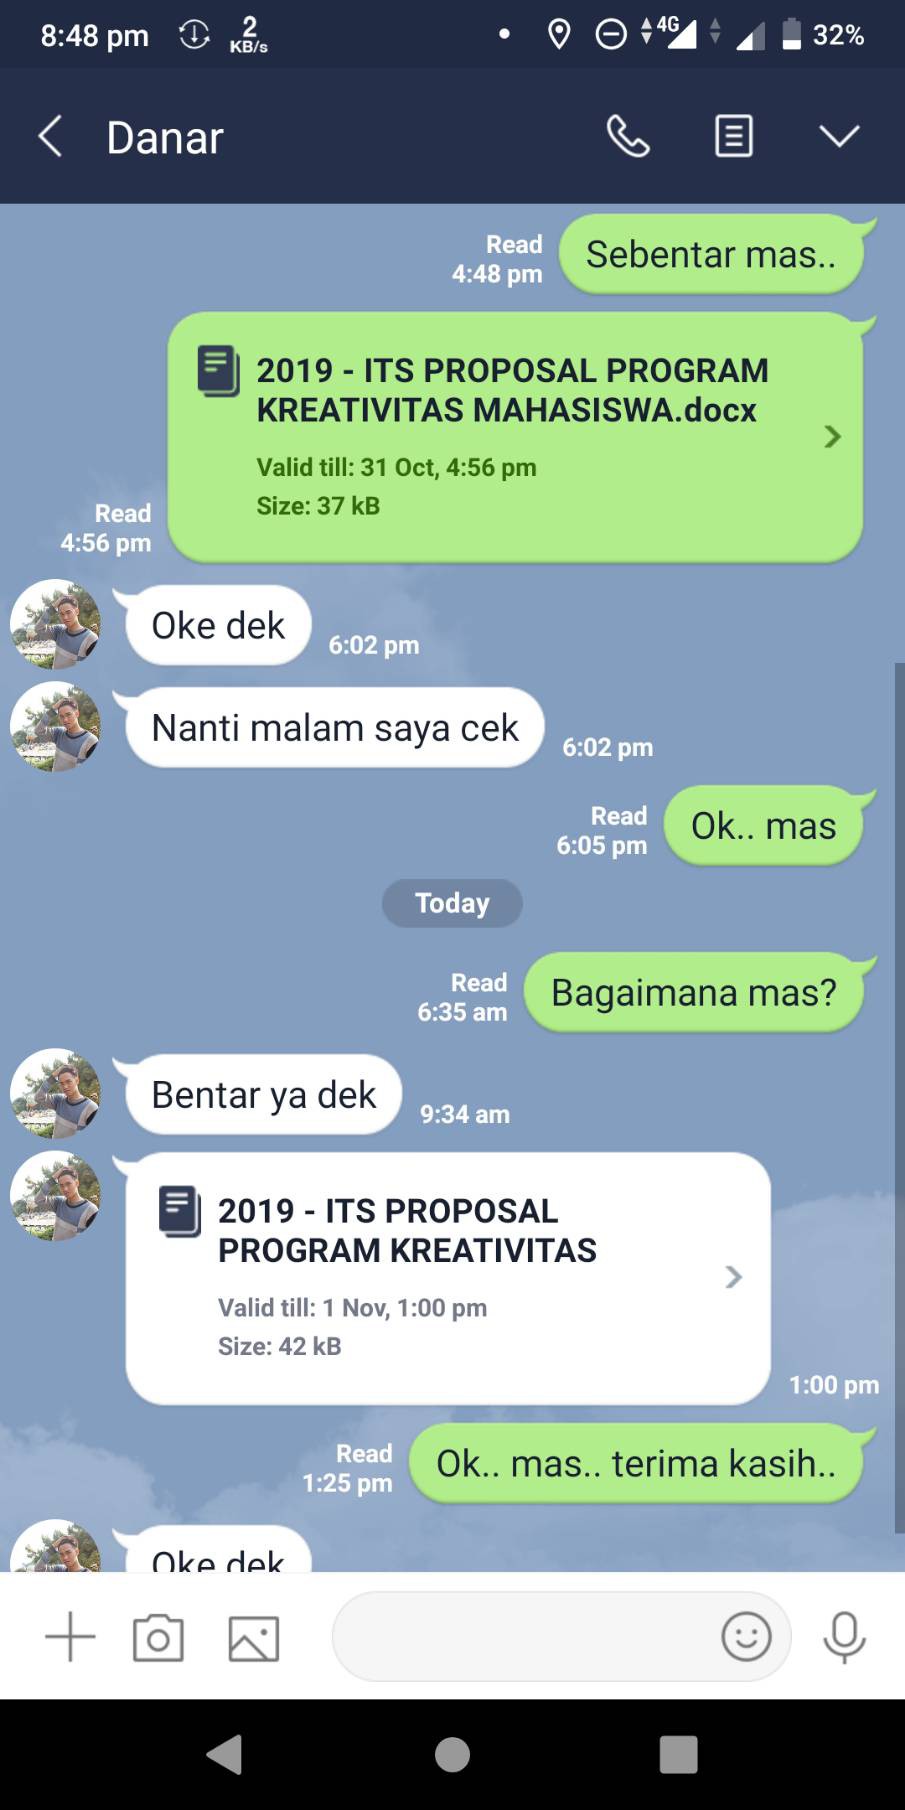 8:48 pm
2
KB/s
4G
32%
Danar
Sebentar mas..
Read
4:48 pm
2019 - ITS PROPOSAL PROGRAM
KREATIVITAS MAHASISWA.docx
Valid till: 31 Oct, 4:56 pm
Size: 37 kB
Read
4:56 pm
Oke dek
6:02 pm
Nanti malam saya cek
6:02 pm
Ok.. mas
Read
6:05 pm
Today
Bagaimana mas?
Read
6:35 am
Bentar ya dek
9:34 am
2019 - ITS PROPOSAL
PROGRAM KREATIVITAS
Valid till: 1 Nov, 1:00 pm
Size: 42 kB
1:00 pm
Ok.. mas.. terima kasih..
Read
1:25 pm
Oke dek